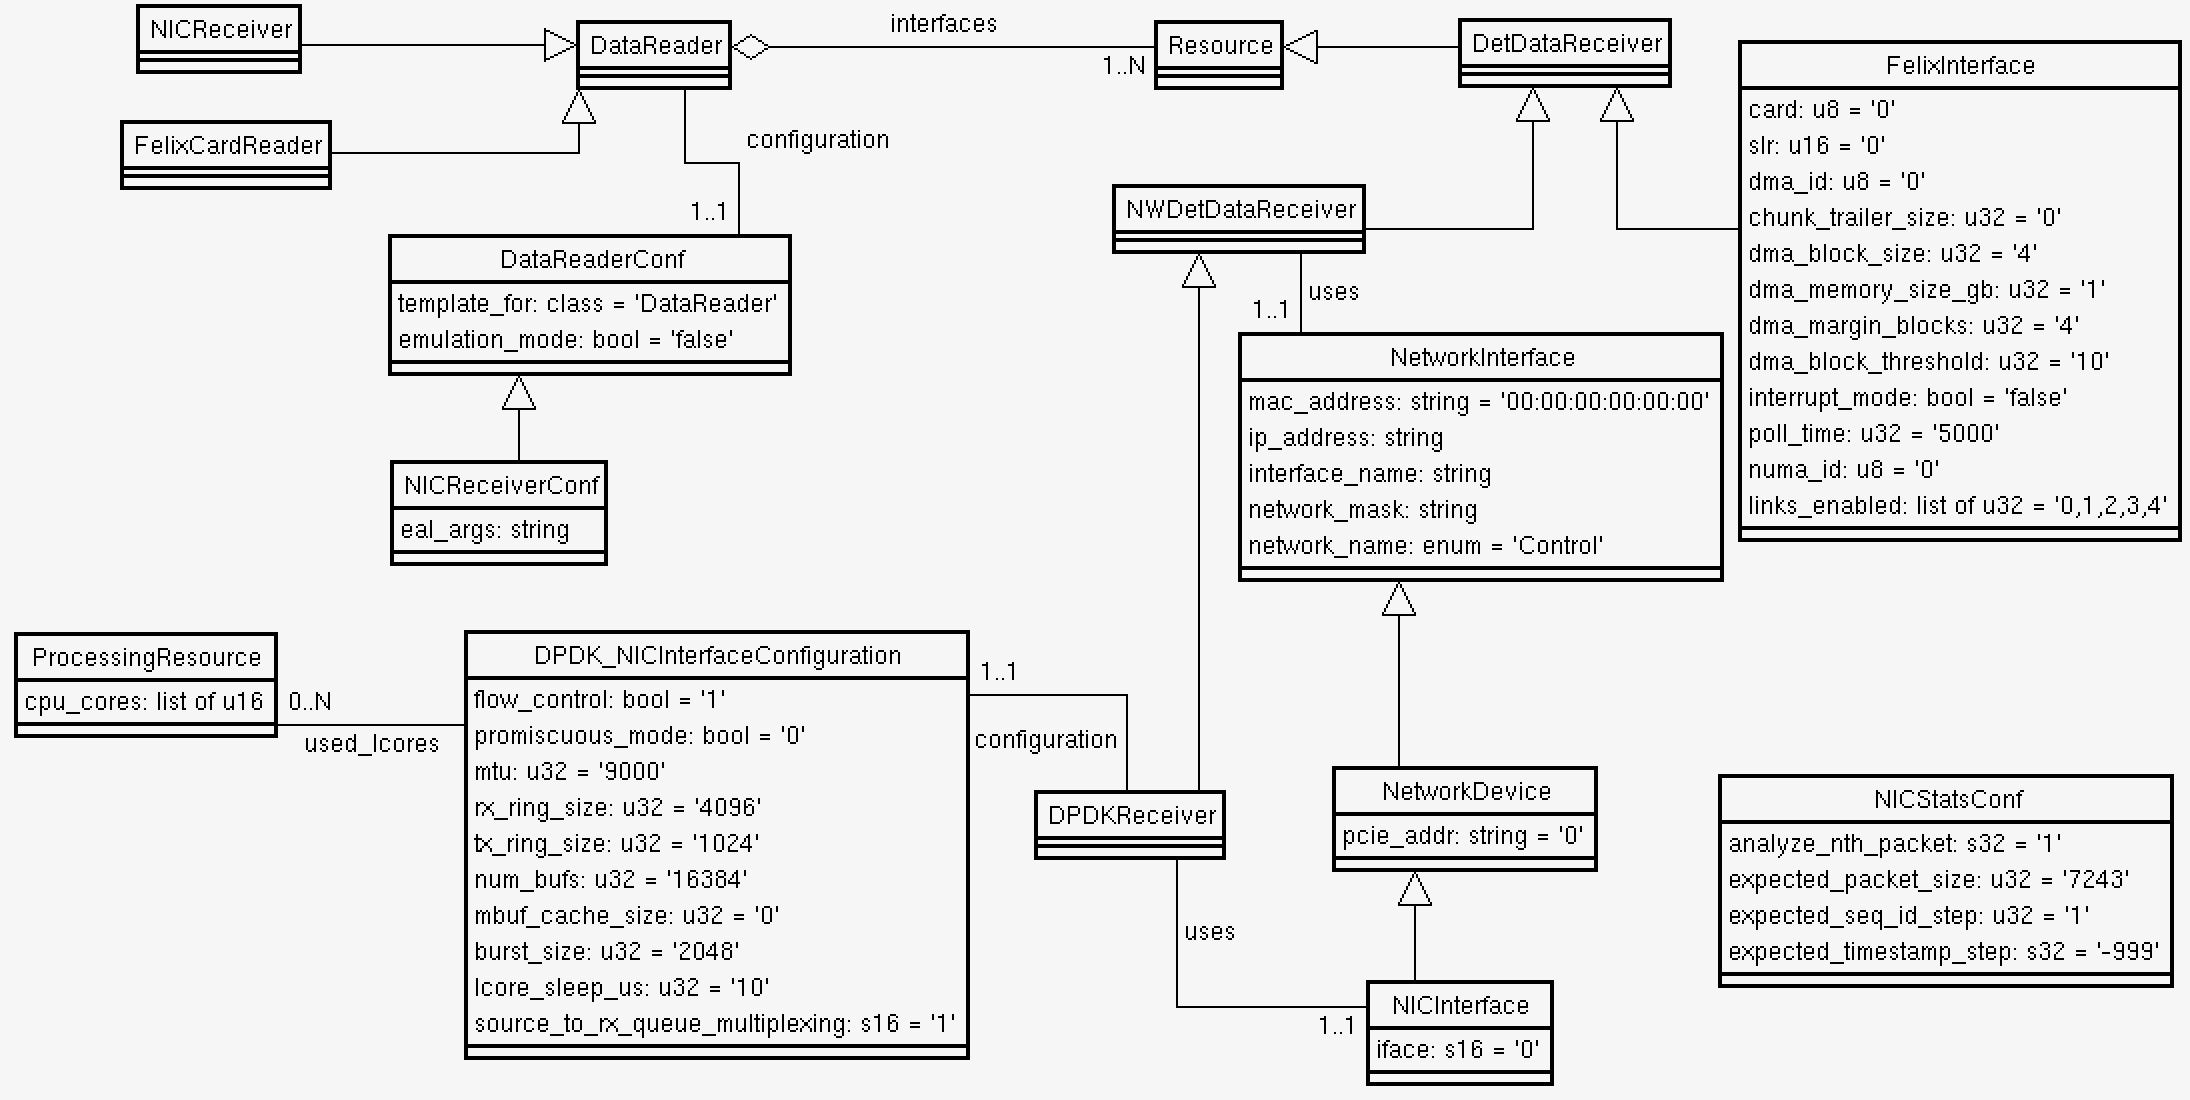 NICReceiver
DataReader
interfaces
1..N
Resource
DetDataReceiver
FelixCardReader
configuration
1..1
DataReaderConf
template_for: class = 'DataReader'
emulation_mode: bool = 'false'
NICReceiverConf
eal_args: string
NWDetDataReceiver
uses
1..1
NetworkInterface
mac_address: string = '00:00:00:00:00:00'
ip_address: string
interface_name: string
network_mask: string
network_name: enum = 'Control'
FelixInterface
card: u8 = '0'
slr: u16 = '0'
dma_id: u8 = '0'
chunk_trailer_size: u32 = '0'
dma_block_size: u32 = '4'
dma_memory_size_gb: u32 = '1'
dma_margin_blocks: u32 = '4'
dma_block_threshold: u32 = '10'
interrupt_mode: bool = 'false'
poll_time: u32 = '5000'
numa_id: u8 = '0'
links_enabled: list of u32 = '0,1,2,3,4'
ProcessingResource
cpu_cores: list of u16
0..N
used_lcores
DPDK_NICInterfaceConfiguration
flow_control: bool = '1'
promiscuous_mode: bool = '0'
mtu: u32 = '9000'
rx_ring_size: u32 = '4096'
tx_ring_size: u32 = '1024'
num_bufs: u32 = '16384'
mbuf_cache_size: u32 = '0'
burst_size: u32 = '2048'
lcore_sleep_us: u32 = '10'
source_to_rx_queue_multiplexing: s16 = '1'
1..1
configuration
DPDKReceiver
uses
1..1
NetworkDevice
pcie_addr: string = '0'
NICInterface
iface: s16 = '0'
NICStatsConf
analyze_nth_packet: s32 = '1'
expected_packet_size: u32 = '7243'
expected_seq_id_step: u32 = '1'
expected_timestamp_step: s32 = '-999'